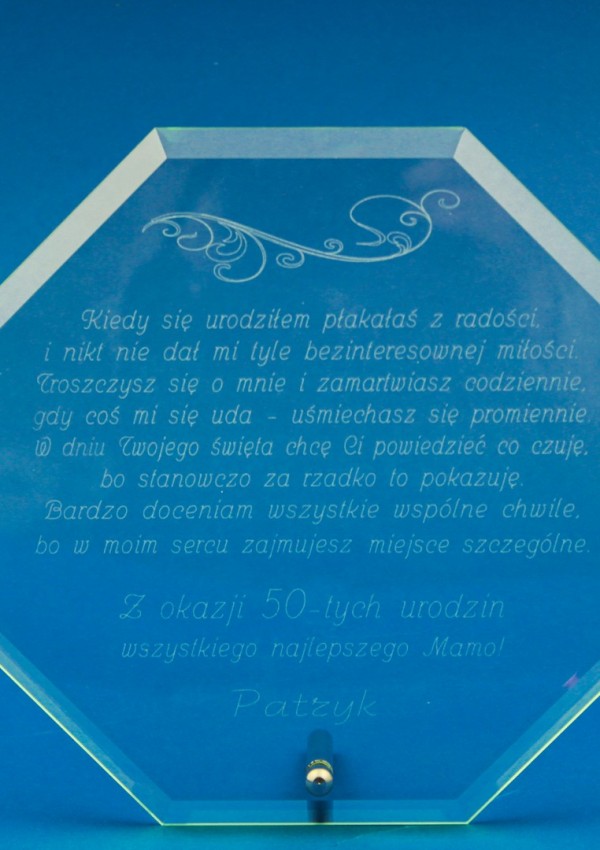 Kiedy się urodziłem płakałaś z radości,
i nikt nie dał mi tyle bezinteresownej miłości.
Troszczysz się o mnie i zamartwiasz codziennie,
gdy coś mi się uda - uśmiechasz się promiennie.
W dniu Twojego święta chcę Ci powiedzieć co czuję,
bo stanowczo za rzadko to pokazuję.
Bardzo doceniam wszystkie wspólne chwile,
bo w moim sercu zajmujesz miejsce szczególne.
Z okazji 50-tych urodzin
wszystkiego najlepszego Mamo!
Patryk